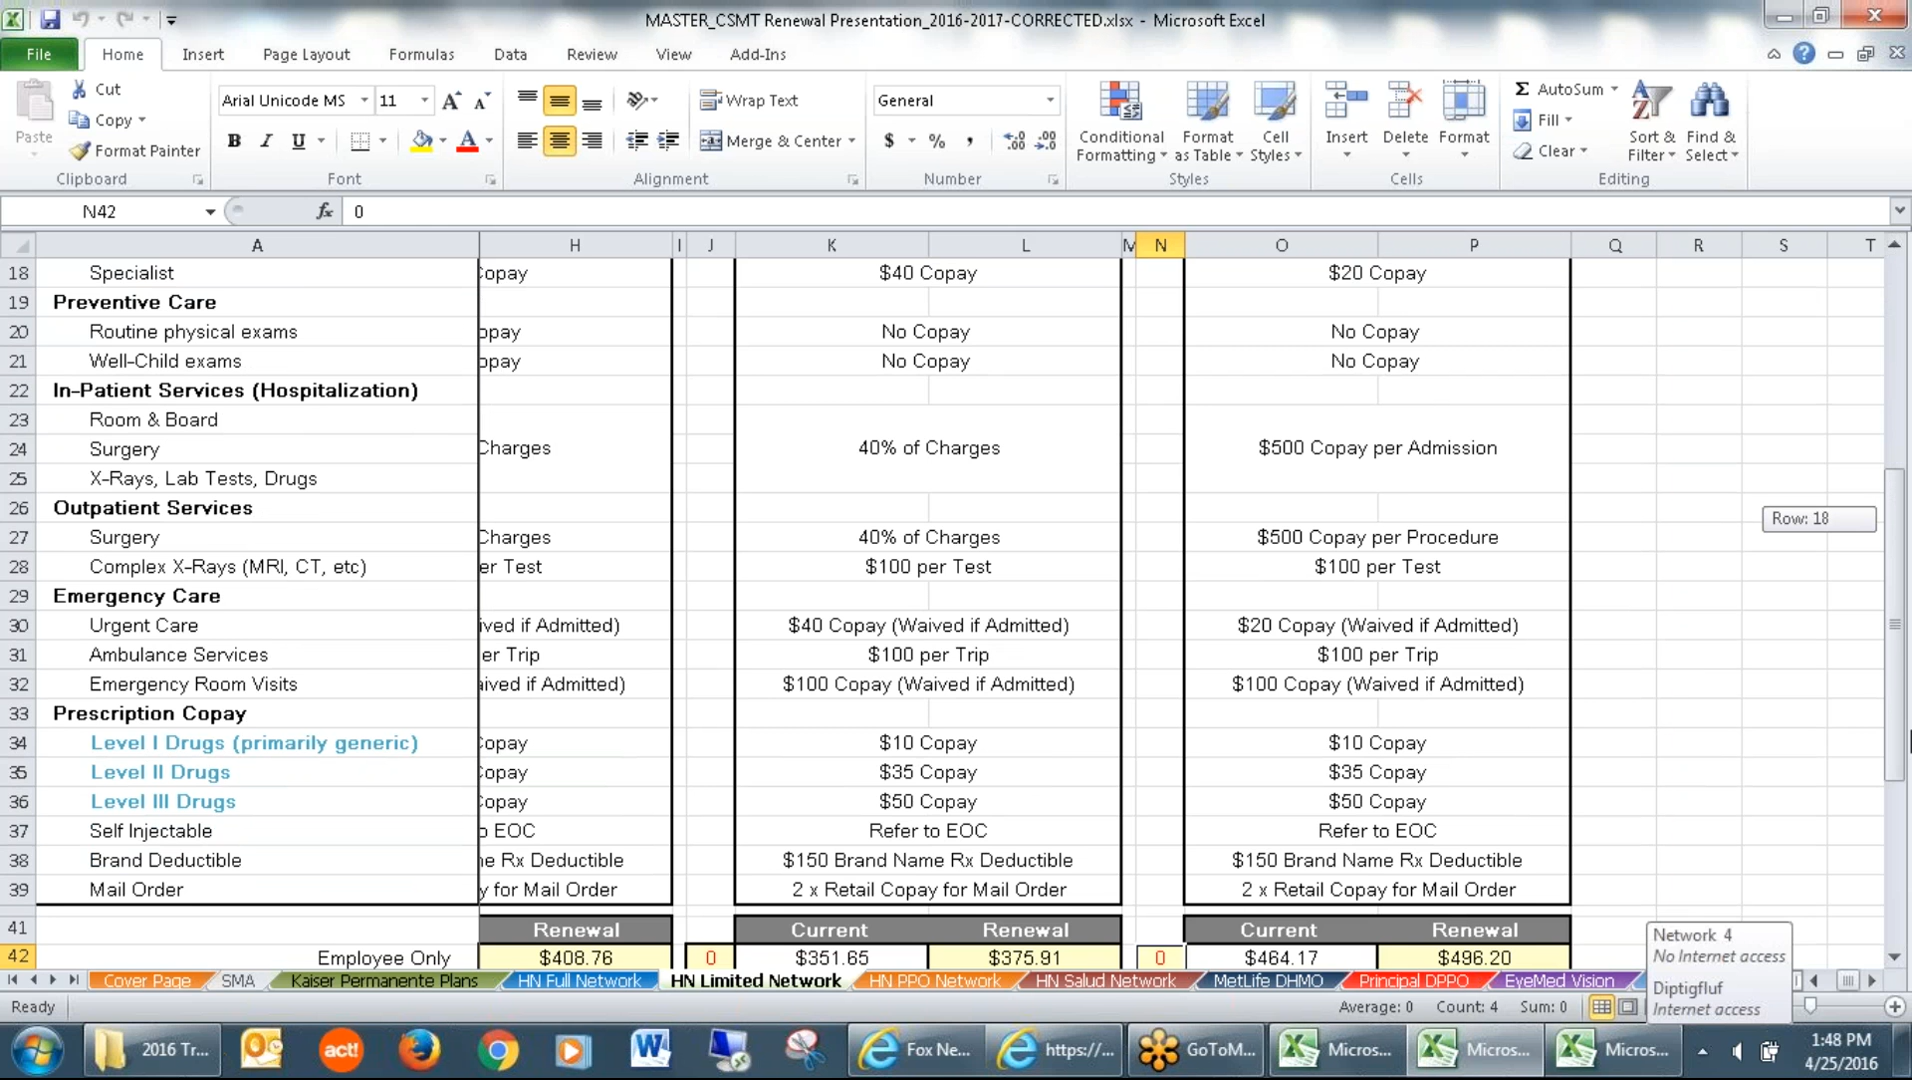 MASTER_CSMT Renewal Presentation_2016-2017-CORRECTED.xlsx - Microsoft Excel
File Home Insert Page Layout Formulas Data Review View Add-Ins
Paste
Cut
Copy
Format Painter
Clipboard
Arial Unicode MS 11
B I U
Font
Wrap Text
Merge & Center
Alignment
General
$ % ,
Number
Conditional Formatting
Format as Table
Cell Styles
Styles
Insert Delete Format
Cells
AutoSum
Fill
Clear
Sort & Filter
Find & Select
Editing
N42 fx 0
A H I J K L M N O P Q R S T
18 Specialist Copay $40 Copay $20 Copay
19 Preventive Care
20 Routine physical exams opay No Copay No Copay
21 Well-Child exams opay No Copay No Copay
22 In-Patient Services (Hospitalization)
23 Room & Board
24 Surgery Charges 40% of Charges $500 Copay per Admission
25 X-Rays, Lab Tests, Drugs
26 Outpatient Services
27 Surgery Charges 40% of Charges $500 Copay per Procedure
28 Complex X-Rays (MRI, CT, etc) er Test $100 per Test $100 per Test
29 Emergency Care
30 Urgent Care ived if Admitted) $40 Copay (Waived if Admitted) $20 Copay (Waived if Admitted)
31 Ambulance Services er Trip $100 per Trip $100 per Trip
32 Emergency Room Visits aived if Admitted) $100 Copay (Waived if Admitted) $100 Copay (Waived if Admitted)
33 Prescription Copay
34 Level I Drugs (primarily generic) Copay $10 Copay $10 Copay
35 Level II Drugs Copay $35 Copay $35 Copay
36 Level III Drugs Copay $50 Copay $50 Copay
37 Self Injectable o EOC Refer to EOC Refer to EOC
38 Brand Deductible ne Rx Deductible $150 Brand Name Rx Deductible $150 Brand Name Rx Deductible
39 Mail Order y for Mail Order 2 x Retail Copay for Mail Order 2 x Retail Copay for Mail Order
41 Renewal Current Renewal Current Renewal
42 Employee Only $408.76 0 $351.65 $375.91 0 $464.17 $496.20
Row: 18
Network 4
No Internet access
Diptigfluf
Internet access
Cover Page SMA Kaiser Permanente Plans HN Full Network HN Limited Network HN PPO Network HN Salud Network MetLife DHMO Principal DPPO EyeMed Vision
Ready Average: 0 Count: 4 Sum: 0
2016 Tr... act! Fox Ne... https://... GoToM... Micros... Micros... Micros...
1:48 PM
4/25/2016